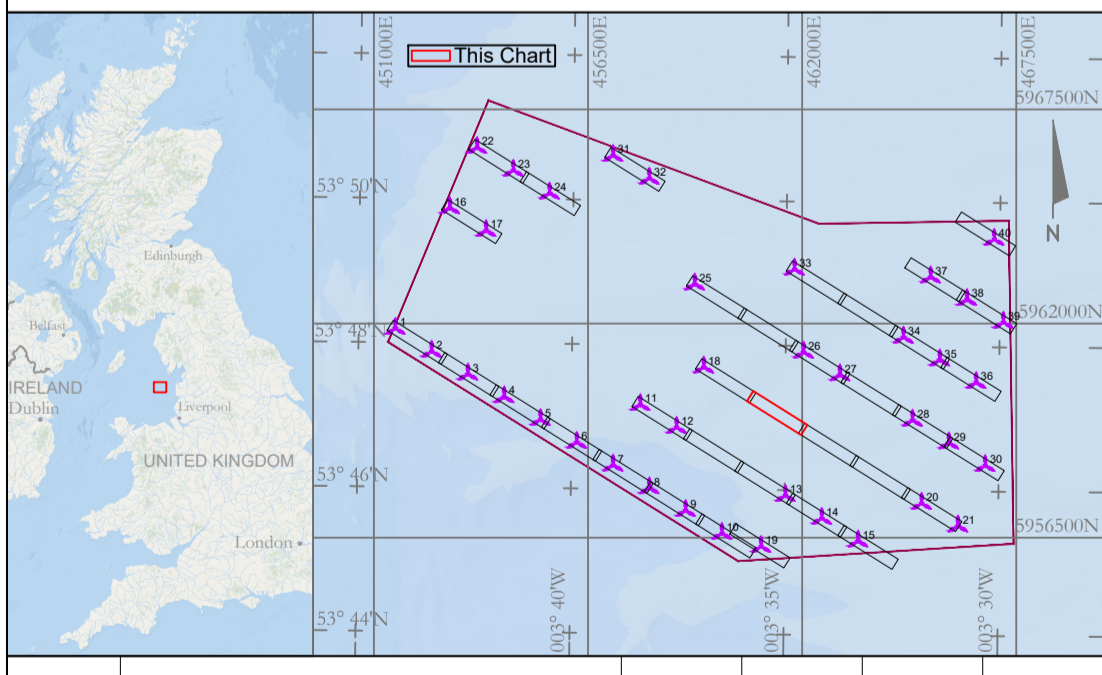 Edinburgh
Belfast
IRELAND
Dublin
Liverpool
UNITED KINGDOM
London
This Chart
451000E
456500E
462000E
467500E
5967500N
5962000N
5956500N
53° 50'N
53° 48'N
53° 46'N
53° 44'N
003° 40'W
003° 35'W
003° 30'W
N
22
23
24
31
32
16
17
40
37
38
39
33
25
34
35
36
26
27
28
29
30
1
2
3
4
5
6
7
8
9
10
19
18
11
12
13
14
15
20
21